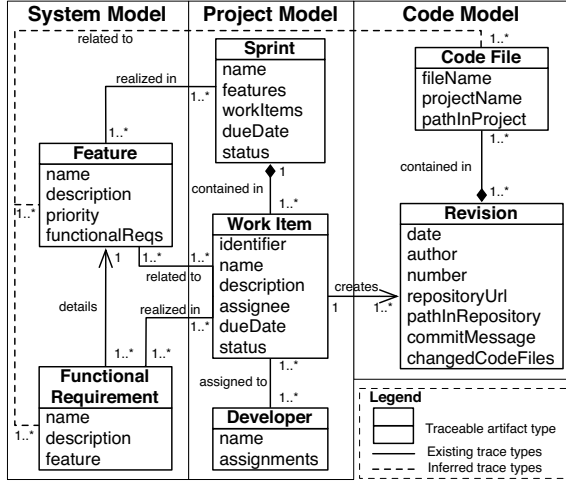 System Model
Project Model
Code Model
related to
Sprint
name
features
workItems
dueDate
status
realized in
1..*
1..*
Code File
fileName
projectName
pathInProject
1..*
1..*
contained in
1..*
Feature
name
description
priority
functionalReqs
1..*
1
1..*
related to
1..*
contained in
1
1..*
Work Item
identifier
name
description
assignee
dueDate
status
creates
1
1..*
Revision
date
author
number
repositoryUrl
pathInRepository
commitMessage
changedCodeFiles
details
1..*
realized in
1..*
1..*
Functional
Requirement
name
description
feature
1..*
1..*
assigned to
1..*
Developer
name
assignments
Legend
Traceable artifact type
Existing trace types
Inferred trace types